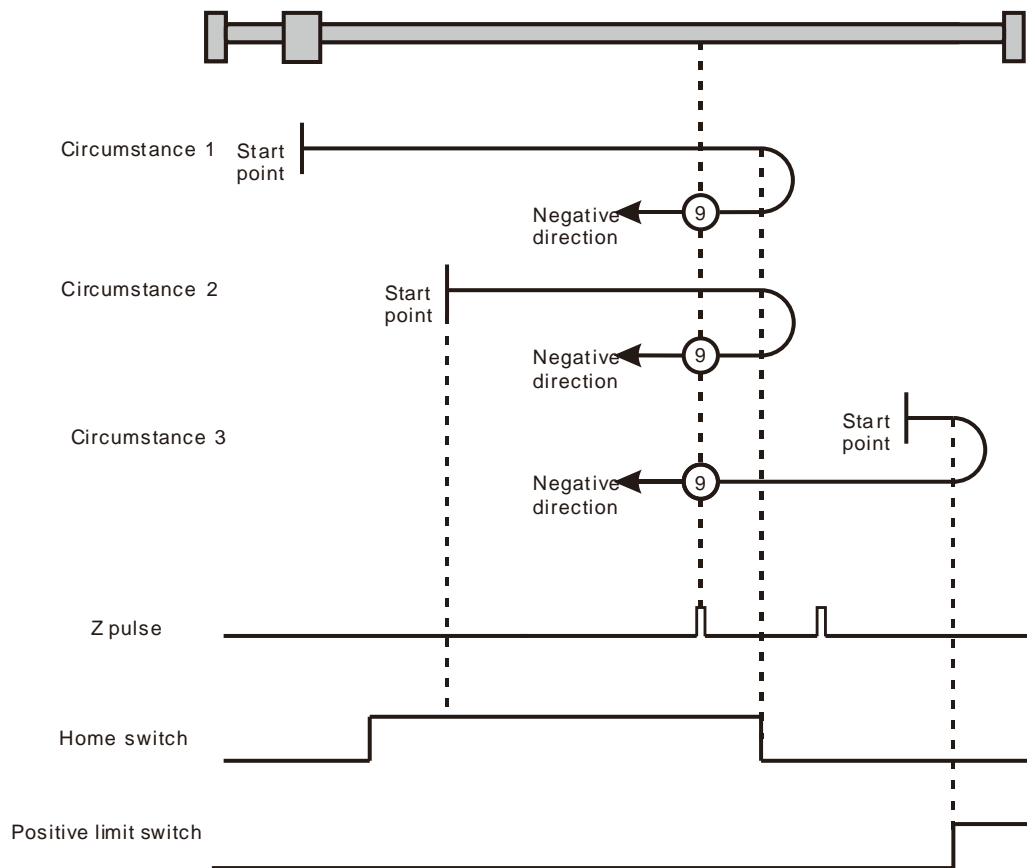 Circumstance 1
Start
point
9
Negative
direction
Circumstance 2
Start
point
9
Negative
direction
Circumstance 3
Start
point
9
Negative
direction
Z pulse
Home switch
Positive limit switch